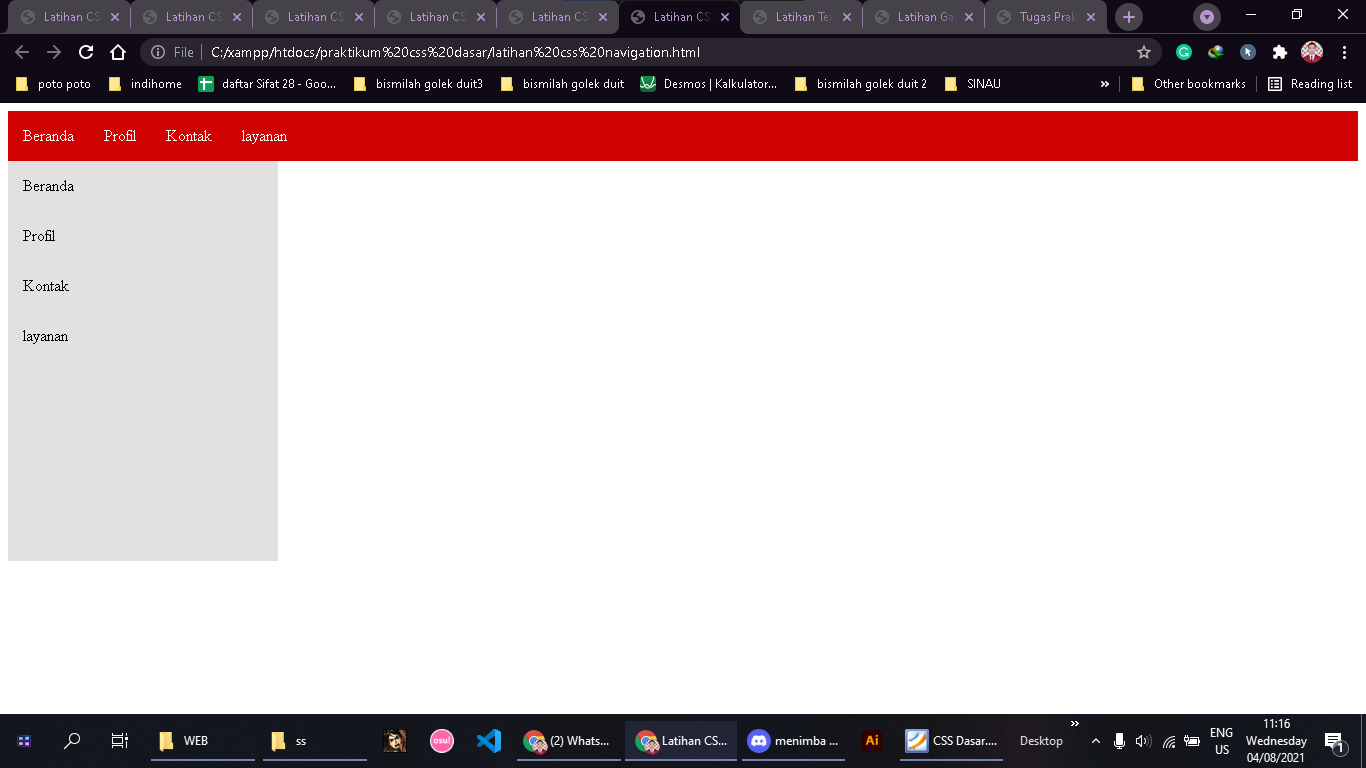 Latihan CS Latihan CS Latihan CS Latihan CS Latihan CS Latihan CS Latihan Tex Latihan Gal Tugas Prakt
File C:/xampp/htdocs/praktikum%20css%20dasar/latihan%20css%20navigation.html
poto poto indihome daftar Sifat 28 - Goo... bismilah golek duit3 bismilah golek duit Desmos | Kalkulator... bismilah golek duit 2 SINAU » Other bookmarks Reading list
Beranda Profil Kontak layanan
Beranda
Profil
Kontak
layanan
WEB ss osu! (2) Whats... Latihan CS... menimba ... Ai CSS Dasar.... Desktop » ENG US 11:16 Wednesday 04/08/2021 1